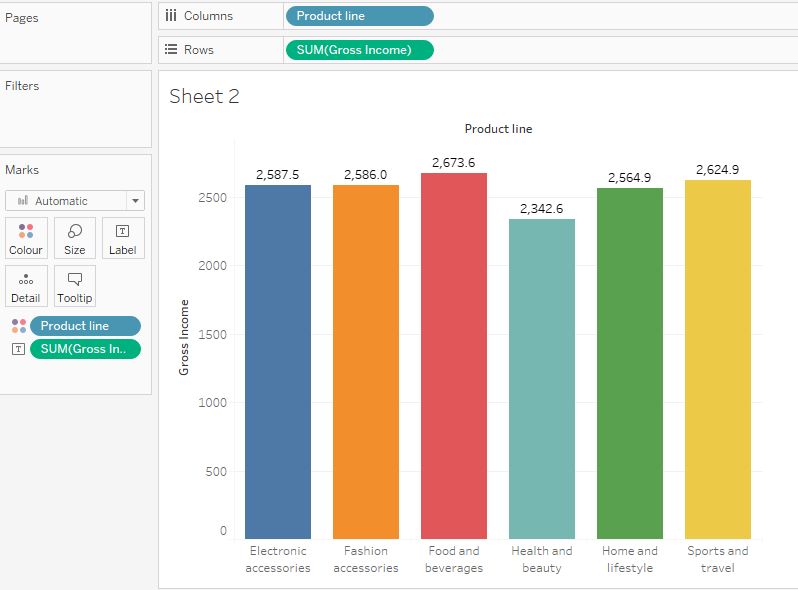 Pages
Columns
Product line
Rows
SUM(Gross Income)
Filters
Marks
Automatic
Colour
Size
Label
Detail
Tooltip
Product line
SUM(Gross In..
Sheet 2
Product line
2,587.5
2,586.0
2,673.6
2,342.6
2,564.9
2,624.9
2500
2000
1500
1000
500
0
Gross Income
Electronic
accessories
Fashion
accessories
Food and
beverages
Health and
beauty
Home and
lifestyle
Sports and
travel